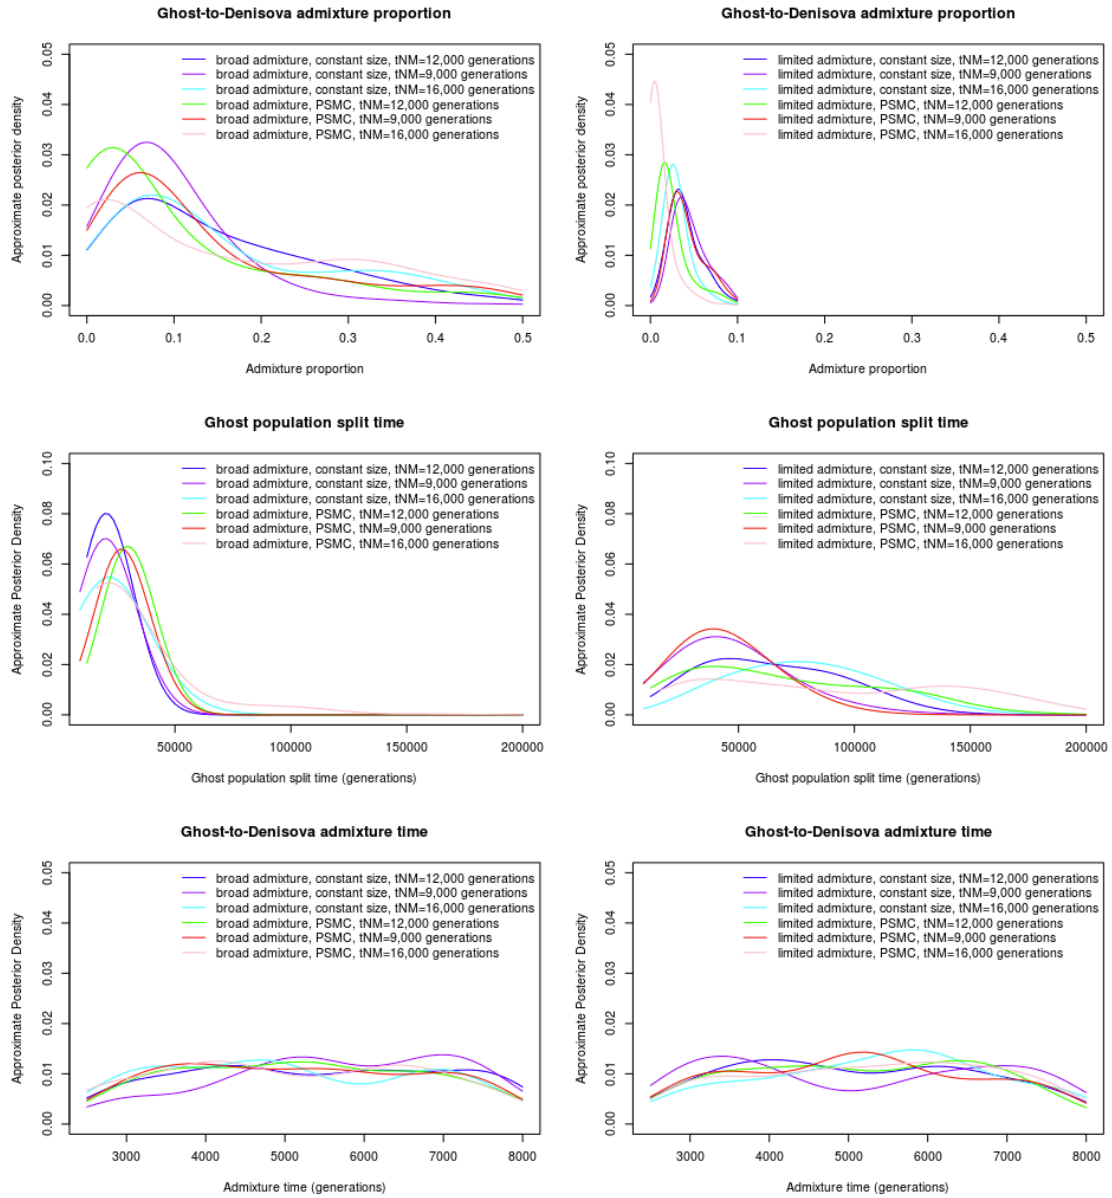 Ghost-to-Denisova admixture proportion
Approximate posterior density
0.00 0.01 0.02 0.03 0.04 0.05
broad admixture, constant size, tNM=12,000 generations
broad admixture, constant size, tNM=9,000 generations
broad admixture, constant size, tNM=16,000 generations
broad admixture, PSMC, tNM=12,000 generations
broad admixture, PSMC, tNM=9,000 generations
broad admixture, PSMC, tNM=16,000 generations
0.0 0.1 0.2 0.3 0.4 0.5
Admixture proportion
Ghost-to-Denisova admixture proportion
Approximate posterior density
0.00 0.01 0.02 0.03 0.04 0.05
limited admixture, constant size, tNM=12,000 generations
limited admixture, constant size, tNM=9,000 generations
limited admixture, constant size, tNM=16,000 generations
limited admixture, PSMC, tNM=12,000 generations
limited admixture, PSMC, tNM=9,000 generations
limited admixture, PSMC, tNM=16,000 generations
0.0 0.1 0.2 0.3 0.4 0.5
Admixture proportion
Ghost population split time
Approximate Posterior Density
0.00 0.02 0.04 0.06 0.08 0.10
broad admixture, constant size, tNM=12,000 generations
broad admixture, constant size, tNM=9,000 generations
broad admixture, constant size, tNM=16,000 generations
broad admixture, PSMC, tNM=12,000 generations
broad admixture, PSMC, tNM=9,000 generations
broad admixture, PSMC, tNM=16,000 generations
50000 100000 150000 200000
Ghost population split time (generations)
Ghost population split time
Approximate Posterior Density
0.00 0.02 0.04 0.06 0.08 0.10
limited admixture, constant size, tNM=12,000 generations
limited admixture, constant size, tNM=9,000 generations
limited admixture, constant size, tNM=16,000 generations
limited admixture, PSMC, tNM=12,000 generations
limited admixture, PSMC, tNM=9,000 generations
limited admixture, PSMC, tNM=16,000 generations
50000 100000 150000 200000
Ghost population split time (generations)
Ghost-to-Denisova admixture time
Approximate Posterior Density
0.00 0.01 0.02 0.03 0.04 0.05
broad admixture, constant size, tNM=12,000 generations
broad admixture, constant size, tNM=9,000 generations
broad admixture, constant size, tNM=16,000 generations
broad admixture, PSMC, tNM=12,000 generations
broad admixture, PSMC, tNM=9,000 generations
broad admixture, PSMC, tNM=16,000 generations
3000 4000 5000 6000 7000 8000
Admixture time (generations)
Ghost-to-Denisova admixture time
Approximate Posterior Density
0.00 0.01 0.02 0.03 0.04 0.05
limited admixture, constant size, tNM=12,000 generations
limited admixture, constant size, tNM=9,000 generations
limited admixture, constant size, tNM=16,000 generations
limited admixture, PSMC, tNM=12,000 generations
limited admixture, PSMC, tNM=9,000 generations
limited admixture, PSMC, tNM=16,000 generations
3000 4000 5000 6000 7000 8000
Admixture time (generations)